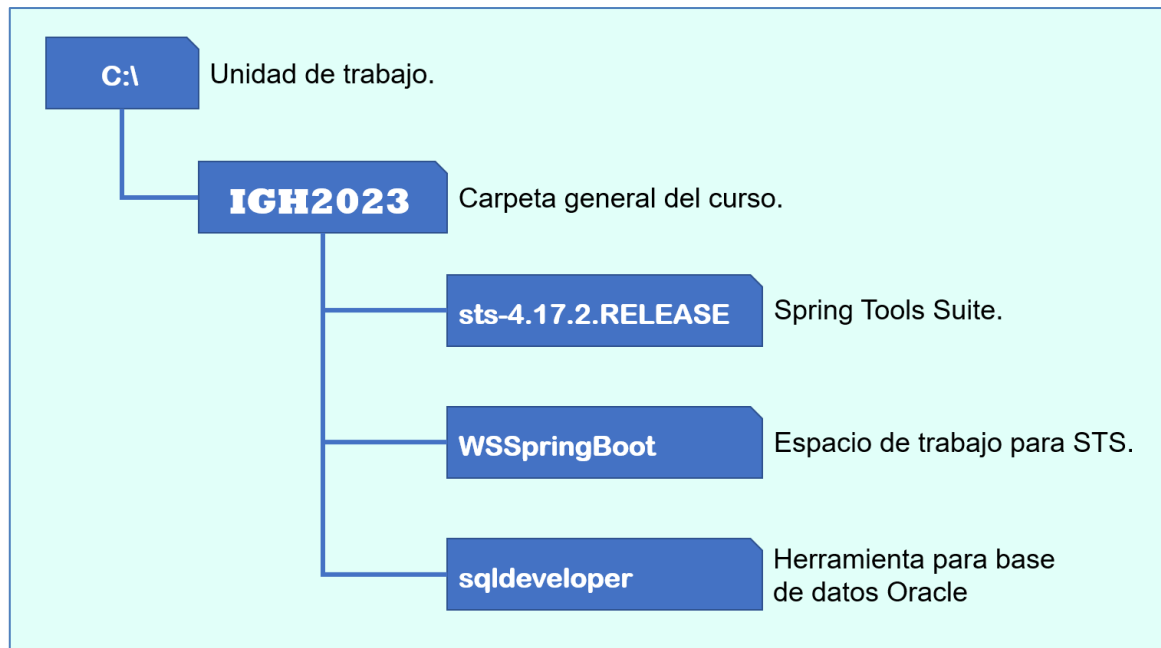 C:\
Unidad de trabajo.
IGH2023
Carpeta general del curso.
sts-4.17.2.RELEASE
Spring Tools Suite.
WSSpringBoot
Espacio de trabajo para STS.
sqldeveloper
Herramienta para base
de datos Oracle